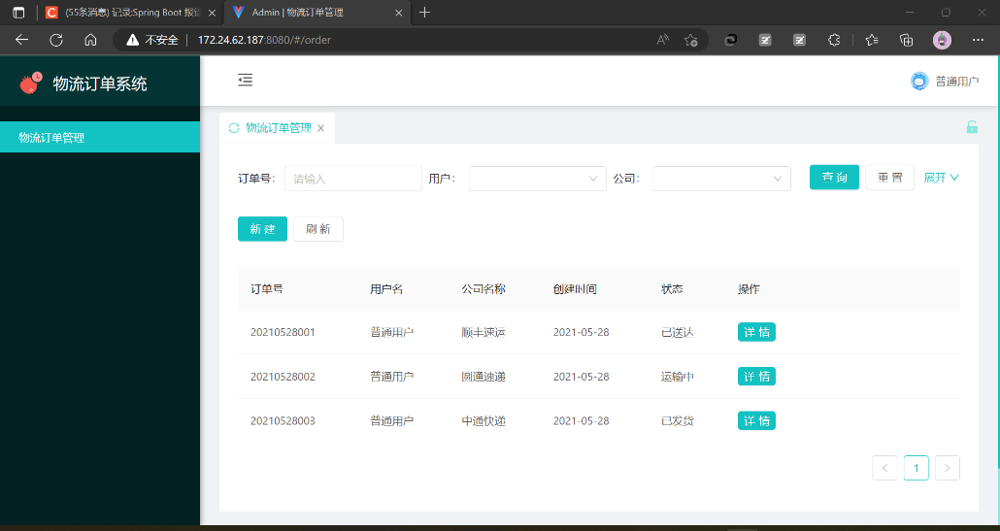 (55条消息) 记录:Spring Boot 报错
Admin | 物流订单管理
不安全 172.24.62.187:8080/#/order
物流订单系统
普通用户
物流订单管理
物流订单管理
订单号: 请输入 用户: 公司: 查 询 重 置 展开
新 建 刷 新
订单号 用户名 公司名称 创建时间 状态 操作
20210528001 普通用户 顺丰速运 2021-05-28 已送达 详 情
20210528002 普通用户 圆通速递 2021-05-28 运输中 详 情
20210528003 普通用户 中通快递 2021-05-28 已发货 详 情
1